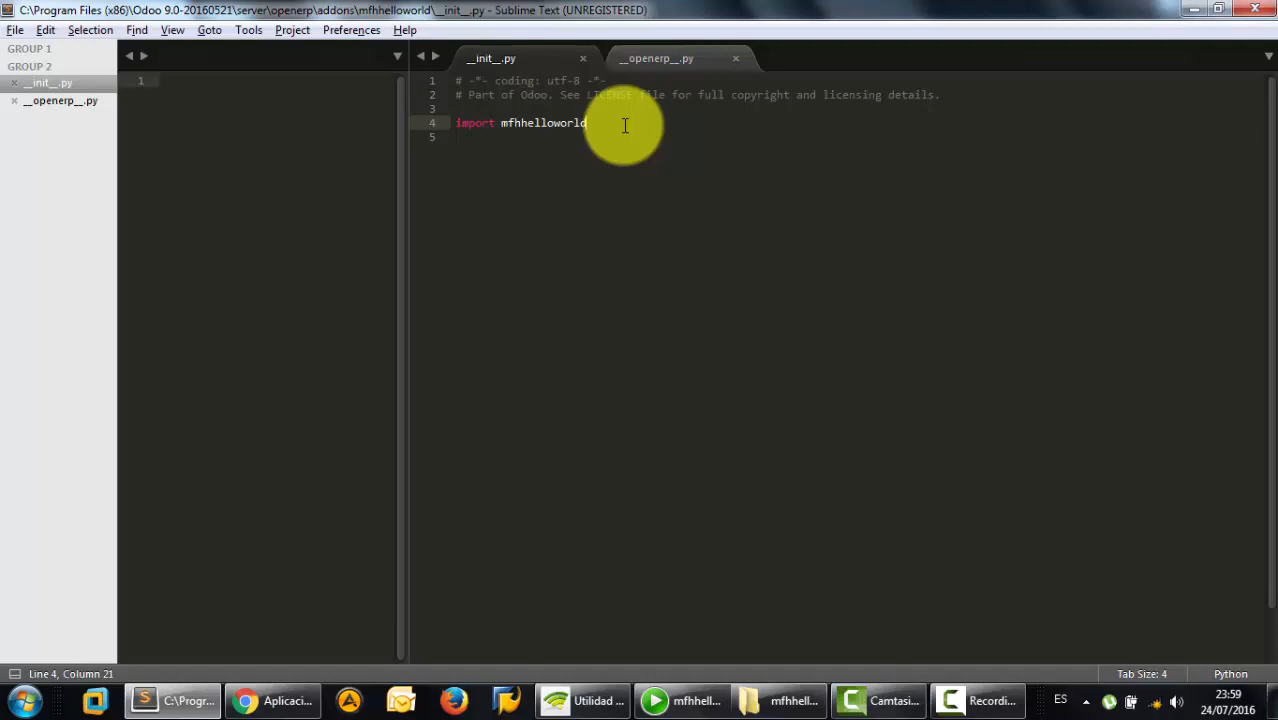 C:\Program Files (x86)\Odoo 9.0-20160521\server\openerp\addons\mfhhelloworld\__init__.py - Sublime Text (UNREGISTERED)
File Edit Selection Find View Goto Tools Project Preferences Help
GROUP 1
GROUP 2
__init__.py
__openerp__.py
1
__init__.py
__openerp__.py
1 # -*- coding: utf-8 -*-
2 # Part of Odoo. See LICENSE file for full copyright and licensing details.
3
4 import mfhhelloworld
5
Line 4, Column 21
Tab Size: 4
Python
C:\Progr...
Aplicaci...
Utilidad ...
mfhhell...
mfhhell...
Camtasi...
Recordi...
ES
23:59
24/07/2016